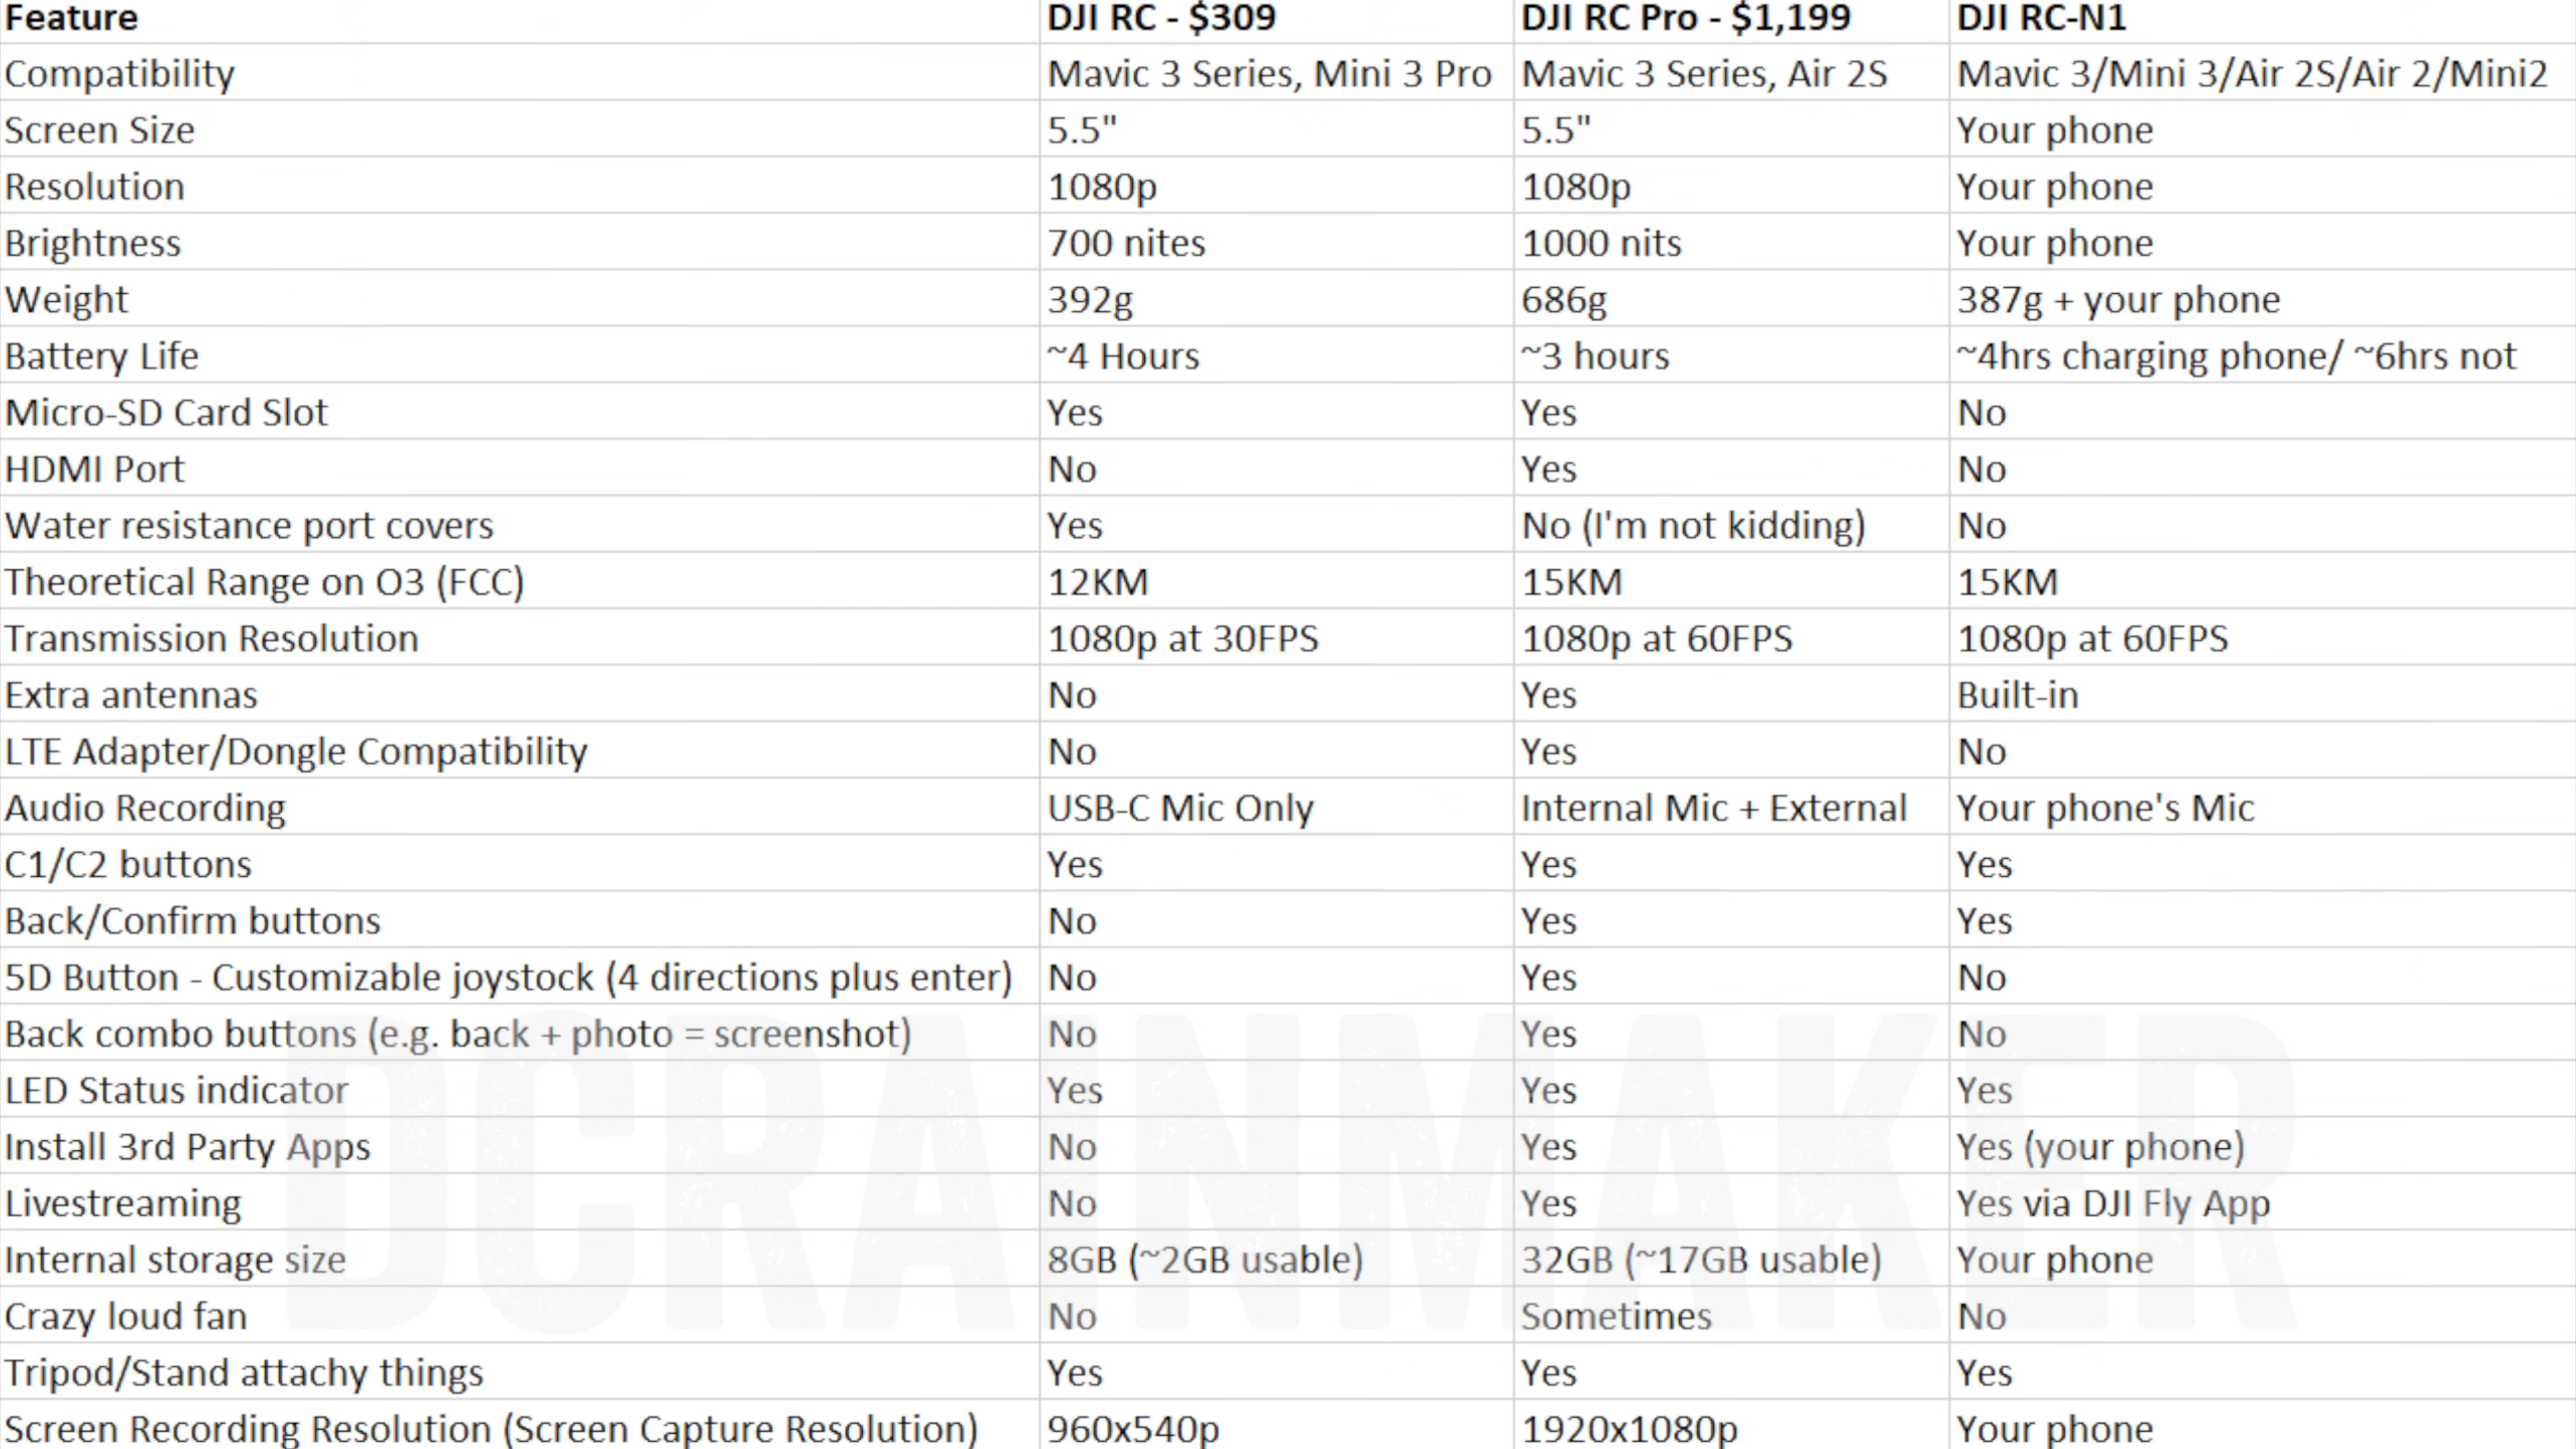 Feature DJI RC - $309 DJI RC Pro - $1,199 DJI RC-N1
Compatibility Mavic 3 Series, Mini 3 Pro Mavic 3 Series, Air 2S Mavic 3/Mini 3/Air 2S/Air 2/Mini2
Screen Size 5.5" 5.5" Your phone
Resolution 1080p 1080p Your phone
Brightness 700 nites 1000 nits Your phone
Weight 392g 686g 387g + your phone
Battery Life ~4 Hours ~3 hours ~4hrs charging phone/ ~6hrs not
Micro-SD Card Slot Yes Yes No
HDMI Port No Yes No
Water resistance port covers Yes No (I'm not kidding) No
Theoretical Range on O3 (FCC) 12KM 15KM 15KM
Transmission Resolution 1080p at 30FPS 1080p at 60FPS 1080p at 60FPS
Extra antennas No Yes Built-in
LTE Adapter/Dongle Compatibility No Yes No
Audio Recording USB-C Mic Only Internal Mic + External Your phone's Mic
C1/C2 buttons Yes Yes Yes
Back/Confirm buttons No Yes Yes
5D Button - Customizable joystock (4 directions plus enter) No Yes No
Back combo buttons (e.g. back + photo = screenshot) No Yes No
LED Status indicator Yes Yes Yes
Install 3rd Party Apps No Yes Yes (your phone)
Livestreaming No Yes Yes via DJI Fly App
Internal storage size 8GB (~2GB usable) 32GB (~17GB usable) Your phone
Crazy loud fan No Sometimes No
Tripod/Stand attachy things Yes Yes Yes
Screen Recording Resolution (Screen Capture Resolution) 960x540p 1920x1080p Your phone
DCRAINMAKER